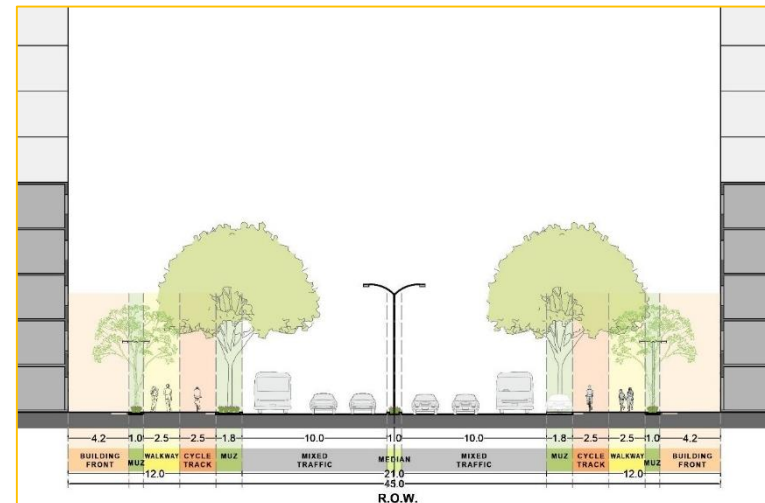 4.2 1.0 2.5 2.5 1.8 10.0 1.0 10.0 1.8 2.5 2.5 1.0 4.2
BUILDING FRONT MUZ WALKWAY CYCLE TRACK MUZ MIXED TRAFFIC MEDIAN MIXED TRAFFIC MUZ CYCLE TRACK WALKWAY MUZ BUILDING FRONT
12.0 21.0 12.0
45.0
R.O.W.